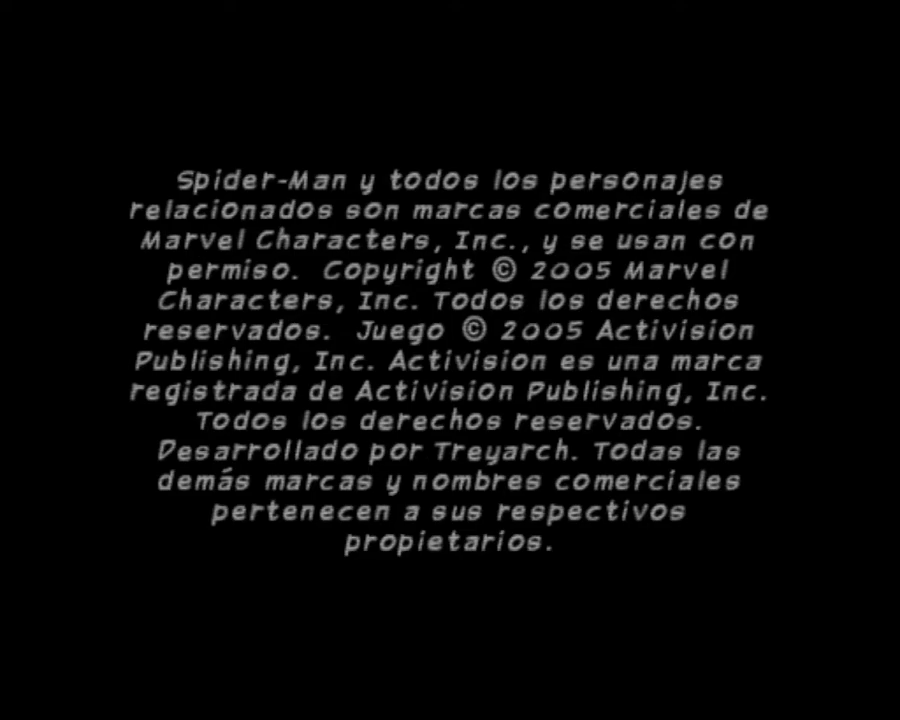 Spider-Man y todos los personajes
relacionados son marcas comerciales de
Marvel Characters, Inc., y se usan con
permiso.  Copyright © 2005 Marvel
Characters, Inc. Todos los derechos
reservados.  Juego © 2005 Activision
Publishing, Inc. Activision es una marca
registrada de Activision Publishing, Inc.
Todos los derechos reservados.
Desarrollado por Treyarch. Todas las
demás marcas y nombres comerciales
pertenecen a sus respectivos
propietarios.